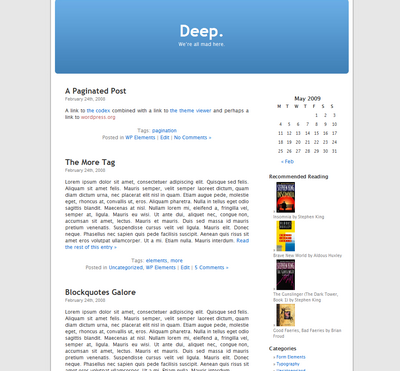 Deep.
We're all mad here.
A Paginated Post
February 24th, 2008
A link to the codex combined with a link to the theme viewer and perhaps a
link to wordpress.org
Tags: pagination
Posted in WP Elements | Edit | No Comments »
The More Tag
February 24th, 2008
Lorem ipsum dolor sit amet, consectetuer adipiscing elit. Quisque sed felis.
Aliquam sit amet felis. Mauris semper, velit semper laoreet dictum, quam
diam dictum urna, nec placerat elit nisl in quam. Etiam augue pede, molestie
eget, rhoncus at, convallis ut, eros. Aliquam pharetra. Nulla in tellus eget odio
sagittis blandit. Maecenas at nisl. Nullam lorem mi, eleifend a, fringilla vel,
semper at, ligula. Mauris eu wisi. Ut ante dui, aliquet nec, congue non,
accumsan sit amet, lectus. Mauris et mauris. Duis sed massa id mauris
pretium venenatis. Suspendisse cursus velit vel ligula. Mauris elit. Donec
neque. Phasellus nec sapien quis pede facilisis suscipit. Aenean quis risus sit
amet eros volutpat ullamcorper. Ut a mi. Etiam nulla. Mauris interdum. Read
the rest of this entry »
Tags: elements, more
Posted in Uncategorized, WP Elements | Edit | 5 Comments »
Blockquotes Galore
February 24th, 2008
Lorem ipsum dolor sit amet, consectetuer adipiscing elit. Quisque sed felis.
Aliquam sit amet felis. Mauris semper, velit semper laoreet dictum, quam
diam dictum urna, nec placerat elit nisl in quam. Etiam augue pede, molestie
eget, rhoncus at, convallis ut, eros. Aliquam pharetra. Nulla in tellus eget odio
sagittis blandit. Maecenas at nisl. Nullam lorem mi, eleifend a, fringilla vel,
semper at, ligula. Mauris eu wisi. Ut ante dui, aliquet nec, congue non,
accumsan sit amet, lectus. Mauris et mauris. Duis sed massa id mauris
pretium venenatis. Suspendisse cursus velit vel ligula. Mauris elit. Donec
neque. Phasellus nec sapien quis pede facilisis suscipit. Aenean quis risus sit
May 2009
M T W T F S S
1 2 3
4 5 6 7 8 9 10
11 12 13 14 15 16 17
18 19 20 21 22 23 24
25 26 27 28 29 30 31
« Feb
Recommended Reading
STEPHEN KING
Insomnia by Stephen King
Brave New World by Aldous Huxley
STEPHEN KING
The Gunslinger (The Dark Tower,
Book 1) by Stephen King
Good Faeries, Bad Faeries by Brian
Froud
Categories
Form Elements
Typography